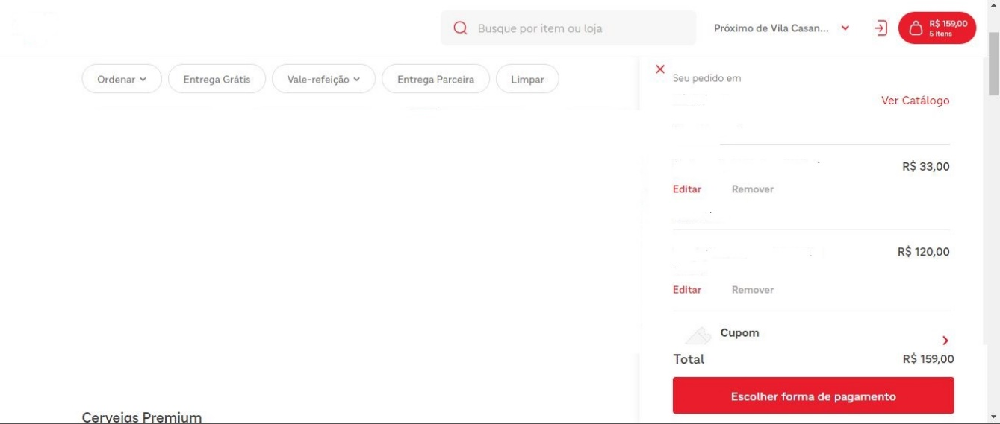 Busque por item ou loja
Próximo de Vila Casan...
R$ 159,00
5 itens
Ordenar
Entrega Grátis
Vale-refeição
Entrega Parceira
Limpar
Seu pedido em
Ver Catálogo
R$ 33,00
Editar
Remover
R$ 120,00
Editar
Remover
Cupom
Total
R$ 159,00
Escolher forma de pagamento
Cervejas Premium